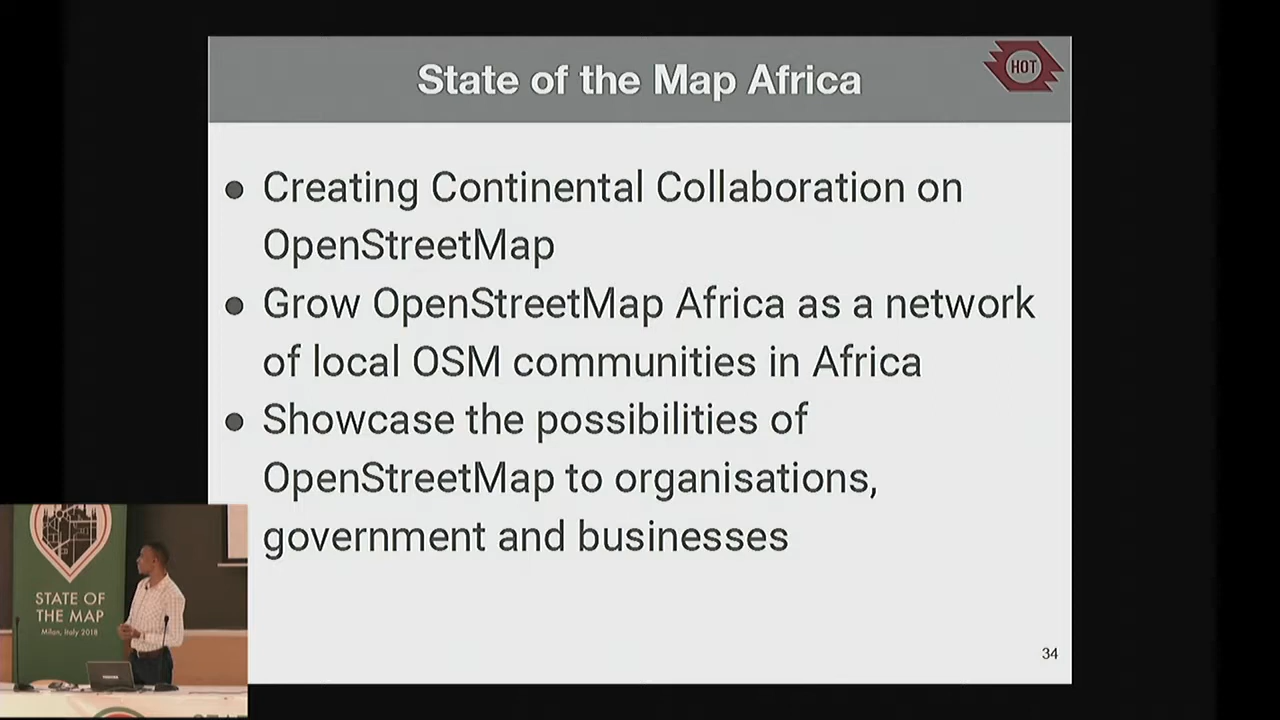 State of the Map Africa
HOT
● Creating Continental Collaboration on
OpenStreetMap
● Grow OpenStreetMap Africa as a network
of local OSM communities in Africa
● Showcase the possibilities of
OpenStreetMap to organisations,
government and businesses
34
STATE OF
THE MAP
Milan, Italy 2018